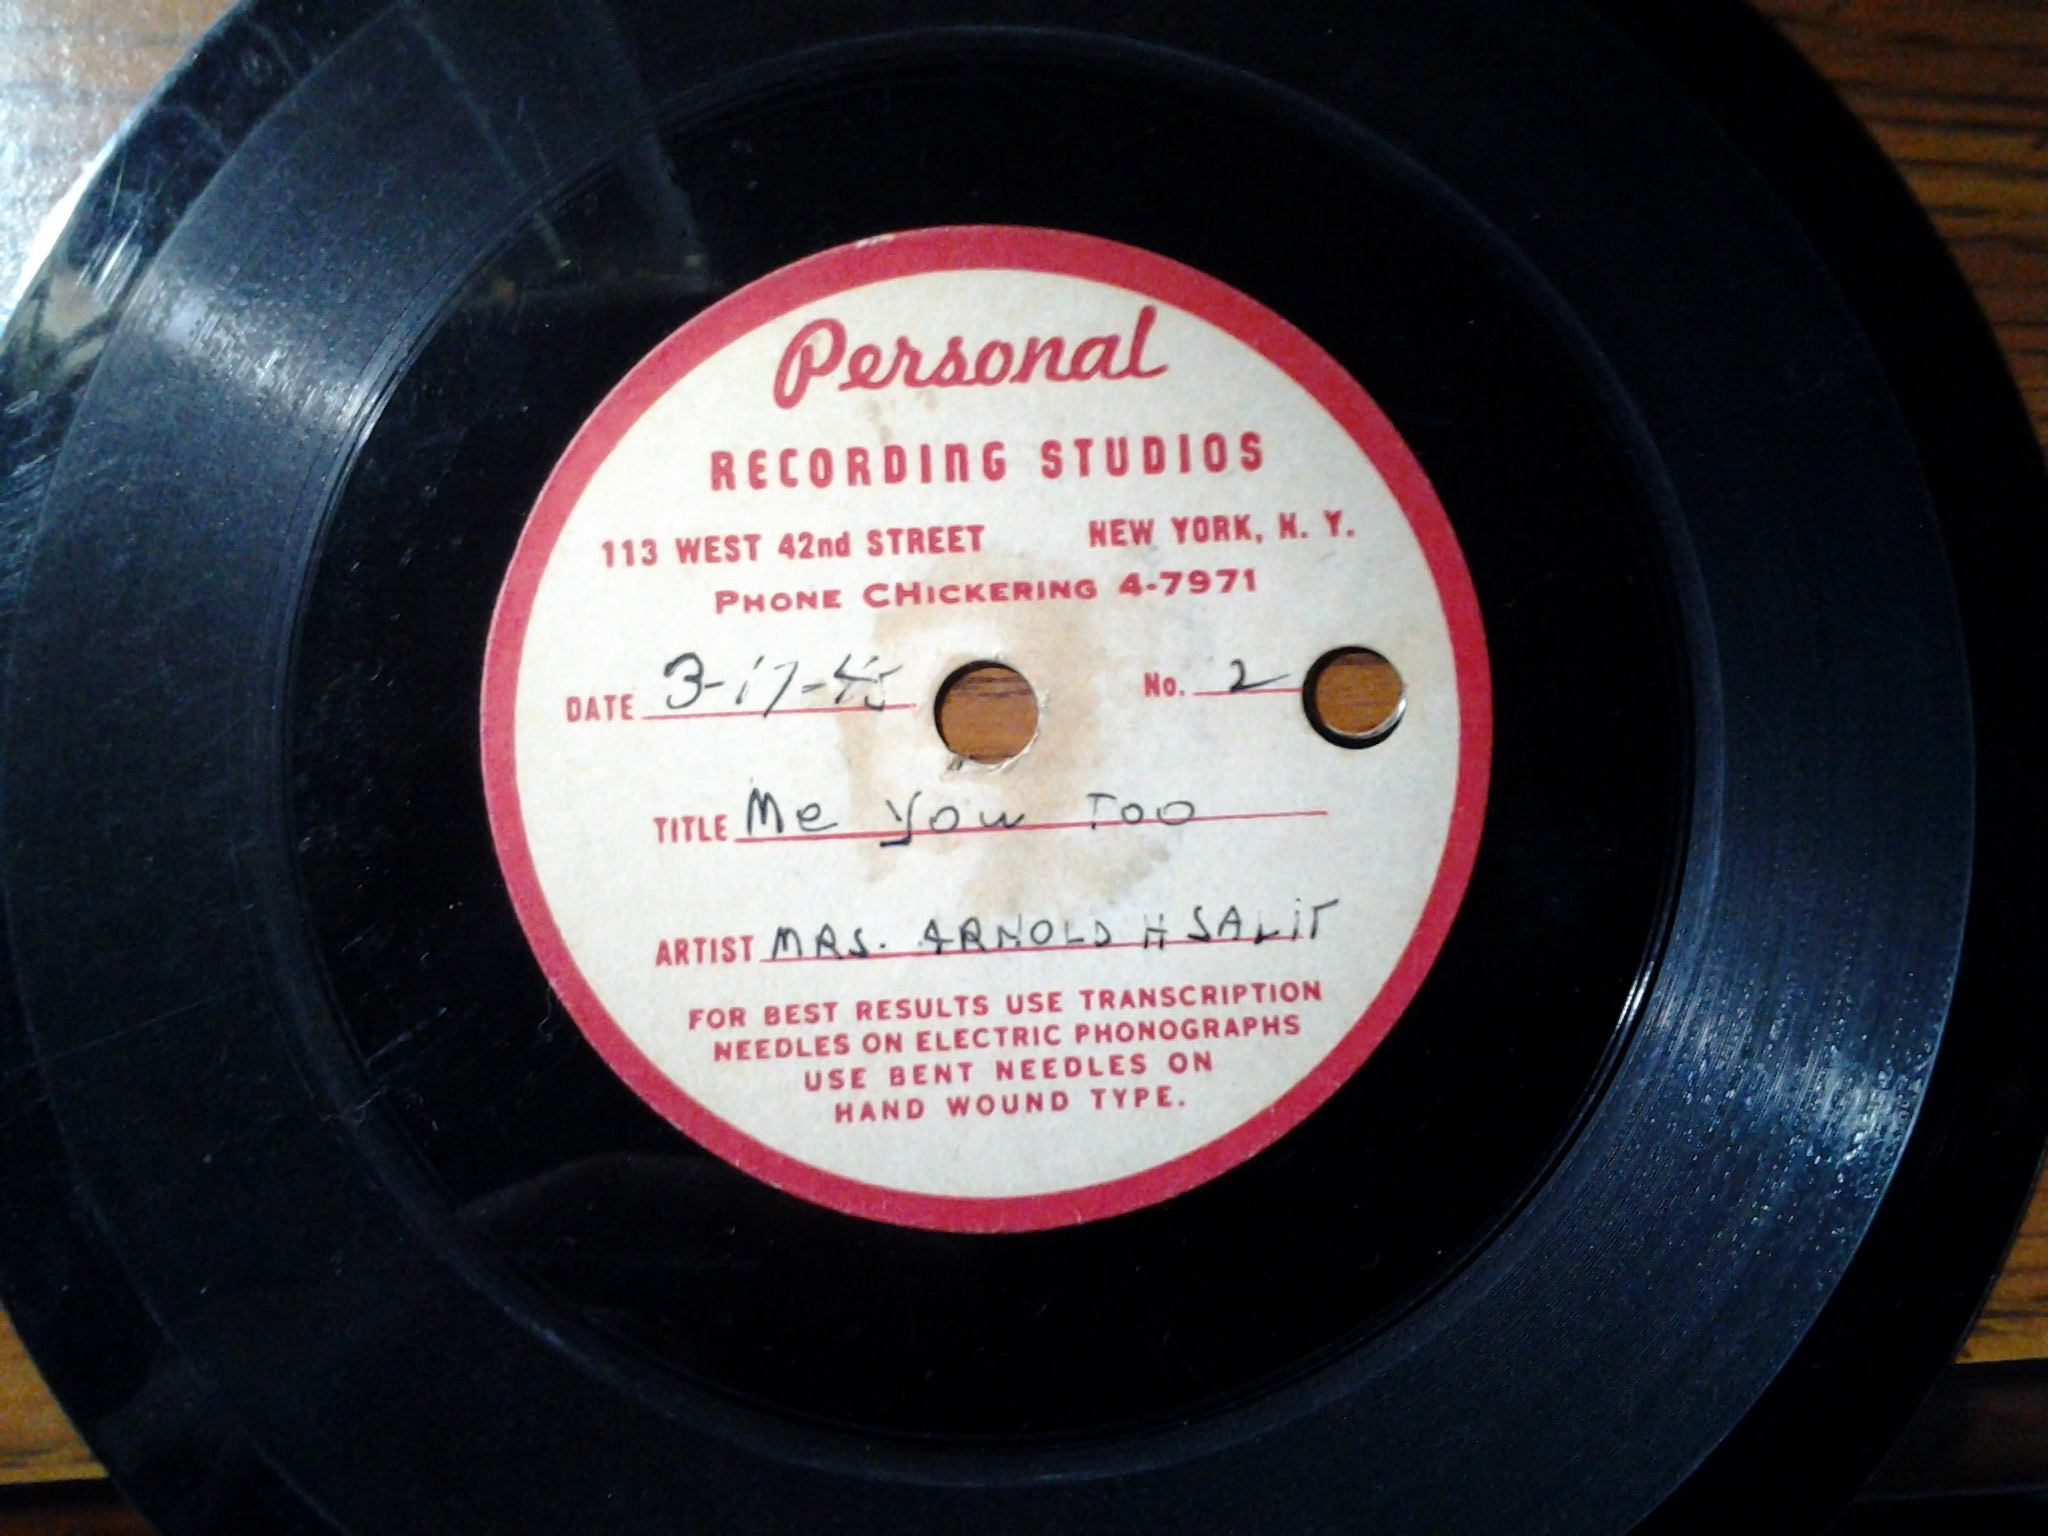 Personal
RECORDING STUDIOS
113 WEST 42nd STREET NEW YORK, N. Y.
PHONE CHICKERING 4-7971
DATE 3-17-45 No. 2
TITLE Me You Too
ARTIST MRS. ARNOLD H SALIT
FOR BEST RESULTS USE TRANSCRIPTION
NEEDLES ON ELECTRIC PHONOGRAPHS
USE BENT NEEDLES ON
HAND WOUND TYPE.